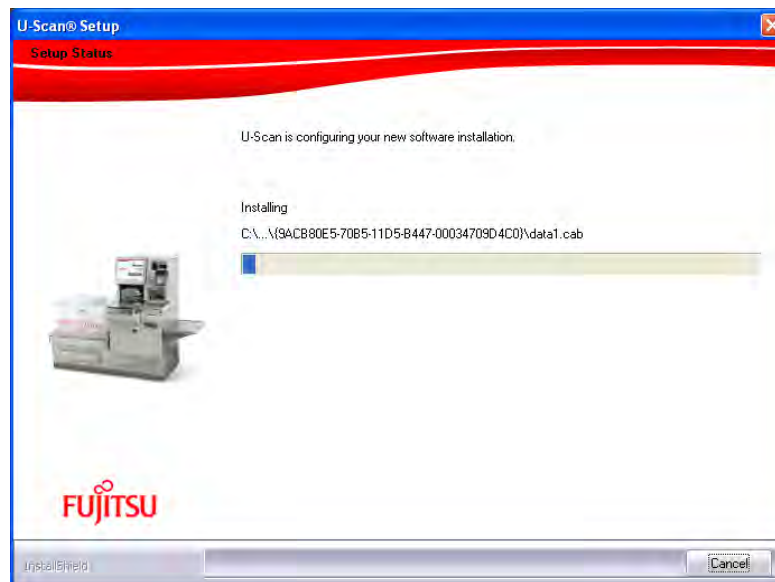 U-Scan® Setup
Setup Status
U-Scan is configuring your new software installation.
Installing
C:\...\{9ACB80E5-70B5-11D5-B447-00034709D4C0}\data1.cab
FUJITSU
InstallShield
Cancel